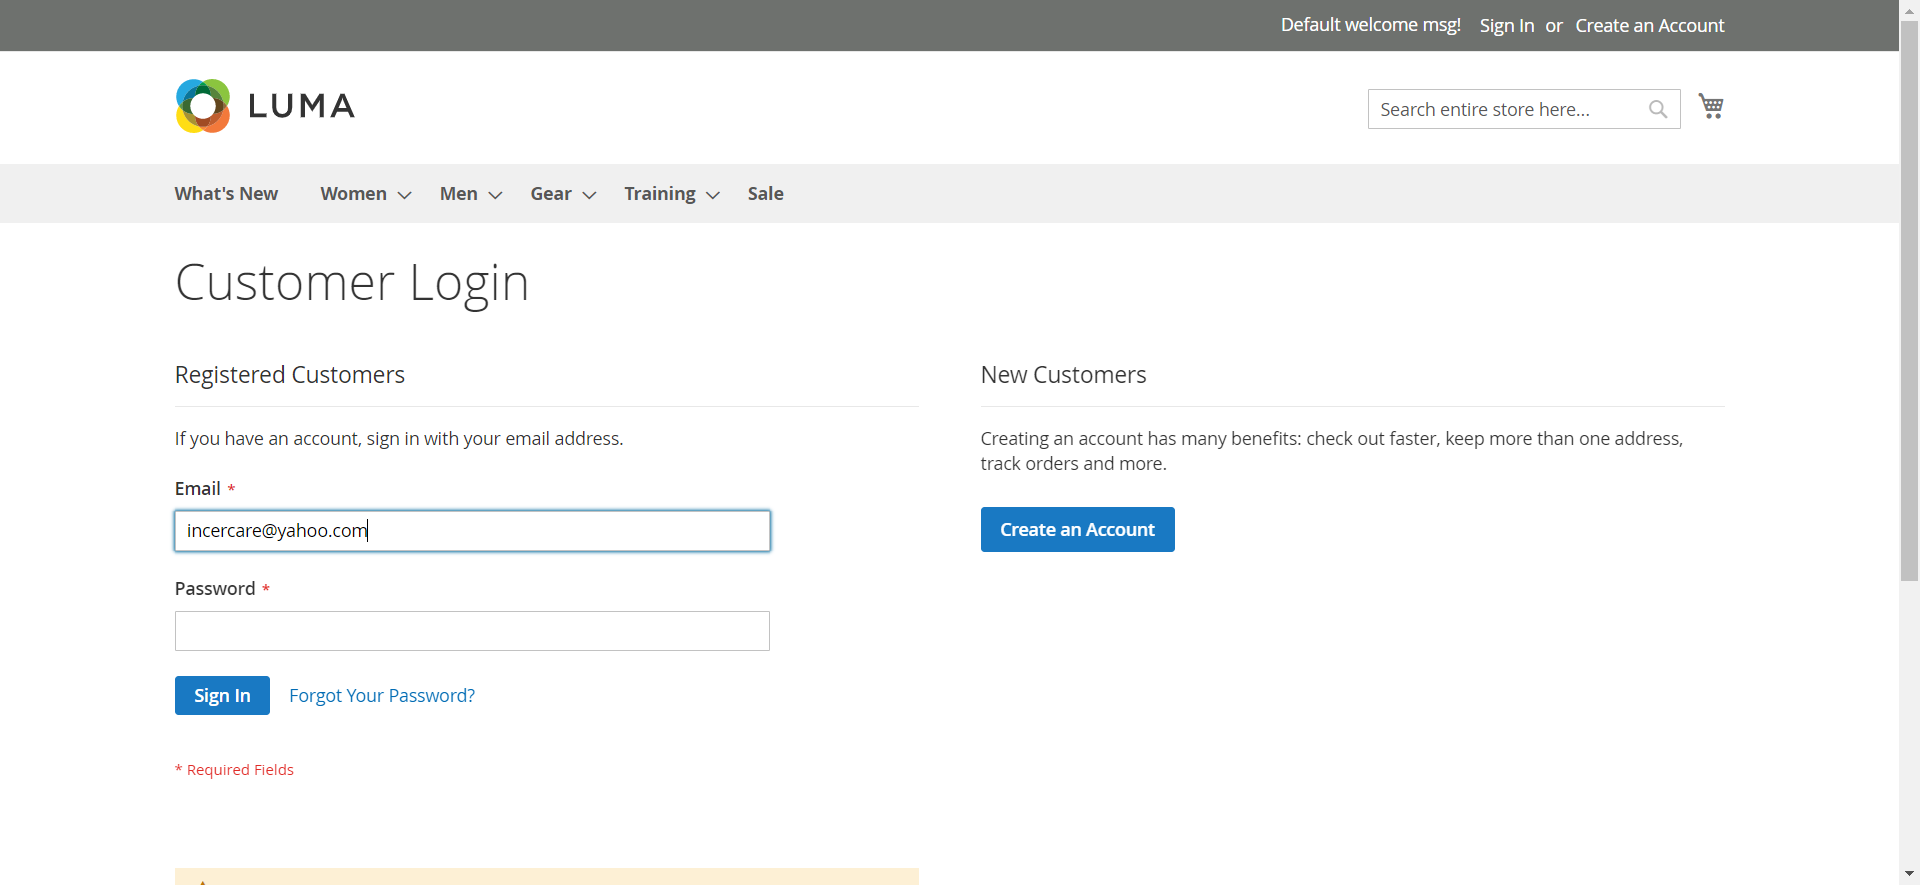 Default welcome msg! Sign In or Create an Account
LUMA
Search entire store here...
What's New Women Men Gear Training Sale
Customer Login
Registered Customers
If you have an account, sign in with your email address.
Email *
incercare@yahoo.com
Password *
Sign In Forgot Your Password?
* Required Fields
New Customers
Creating an account has many benefits: check out faster, keep more than one address,
track orders and more.
Create an Account